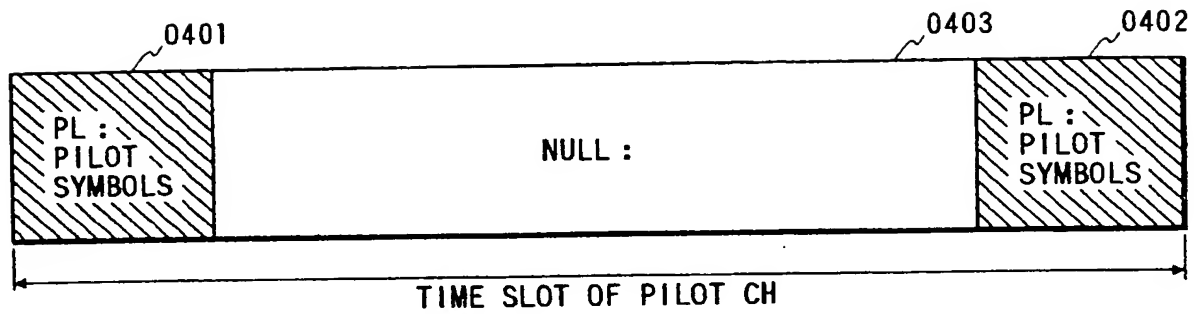 0401
0403
0402
PL :
PILOT
SYMBOLS
NULL :
PL :
PILOT
SYMBOLS
TIME SLOT OF PILOT CH